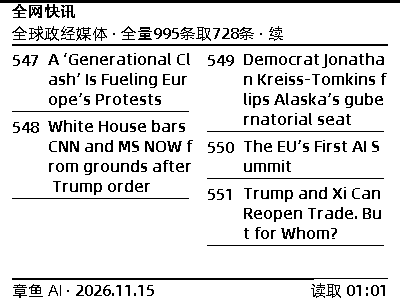 全网快讯
全球政经媒体 · 全量995条取728条 · 续
547 A ‘Generational Cl
ash’ Is Fueling Eur
ope’s Protests
548 White House bars
CNN and MS NOW f
rom grounds after
Trump order
549 Democrat Jonatha
n Kreiss-Tomkins f
lips Alaska’s gube
rnatorial seat
550 The EU’s First AI S
ummit
551 Trump and Xi Can
Reopen Trade. Bu
t for Whom?
章鱼 AI · 2026.11.15
读取 01:01